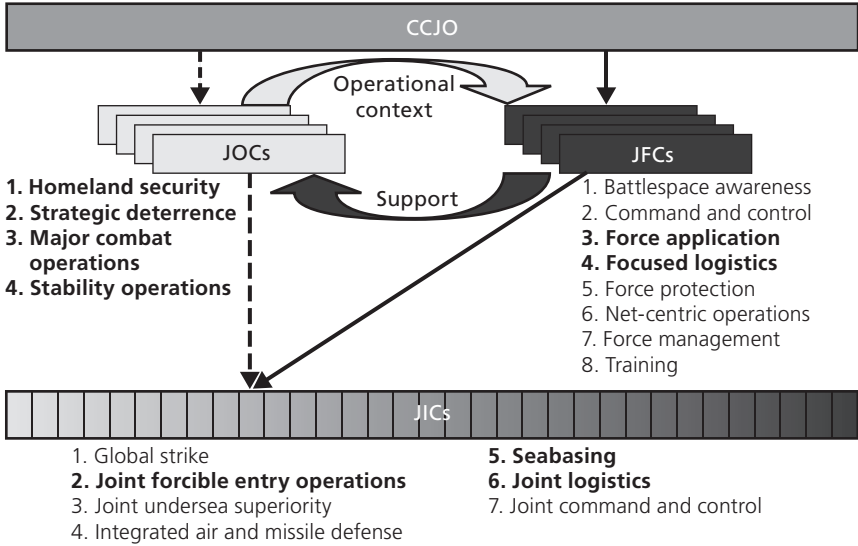 CCJO
Operational
context
JOCs
JFCs
Support
1. Homeland security
2. Strategic deterrence
3. Major combat
operations
4. Stability operations
1. Battlespace awareness
2. Command and control
3. Force application
4. Focused logistics
5. Force protection
6. Net-centric operations
7. Force management
8. Training
JICs
1. Global strike
2. Joint forcible entry operations
3. Joint undersea superiority
4. Integrated air and missile defense
5. Seabasing
6. Joint logistics
7. Joint command and control